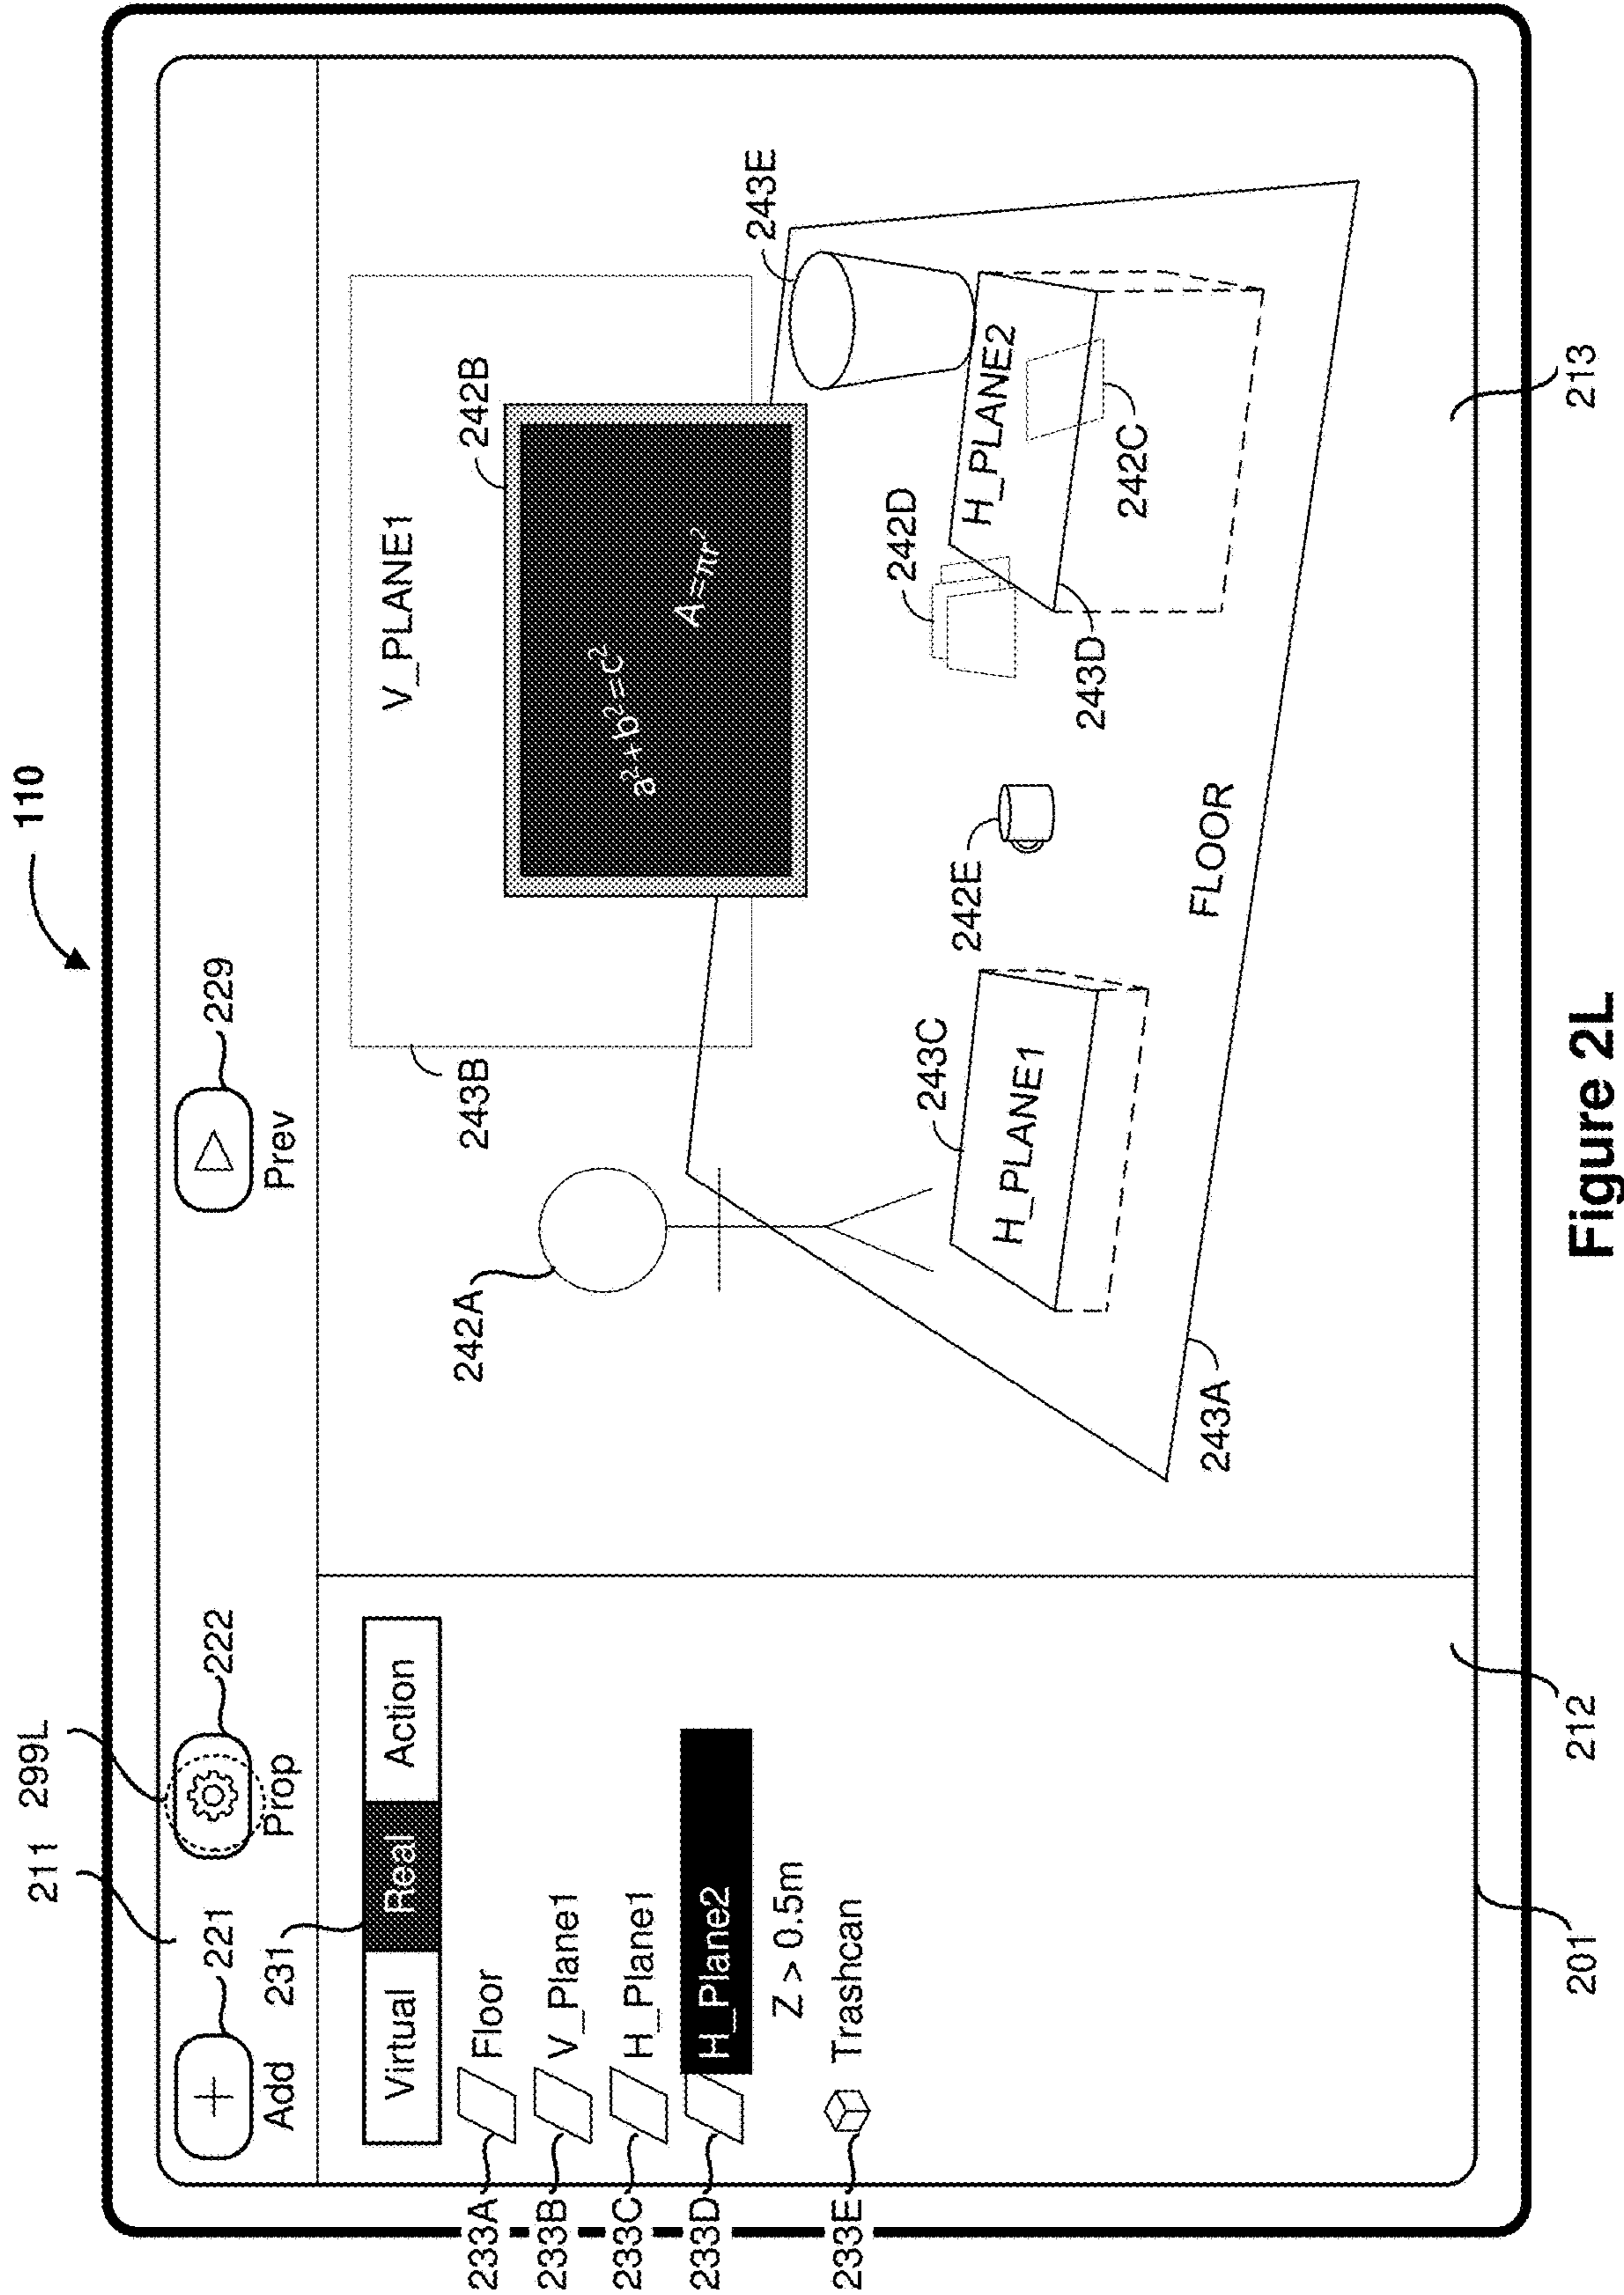 110
211
299L
221
222
229
Add
Prop
Prev
231
Virtual
Real
Action
233A
Floor
233B
V_Plane1
233C
H_Plane1
233D
H_Plane2
Z > 0.5m
233E
Trashcan
V_PLANE1
243B
242B
a²+b²=c²
A=πr²
242A
243E
243C
H_PLANE1
242E
242D
H_PLANE2
242C
243D
FLOOR
243A
201
212
213
Figure 2L